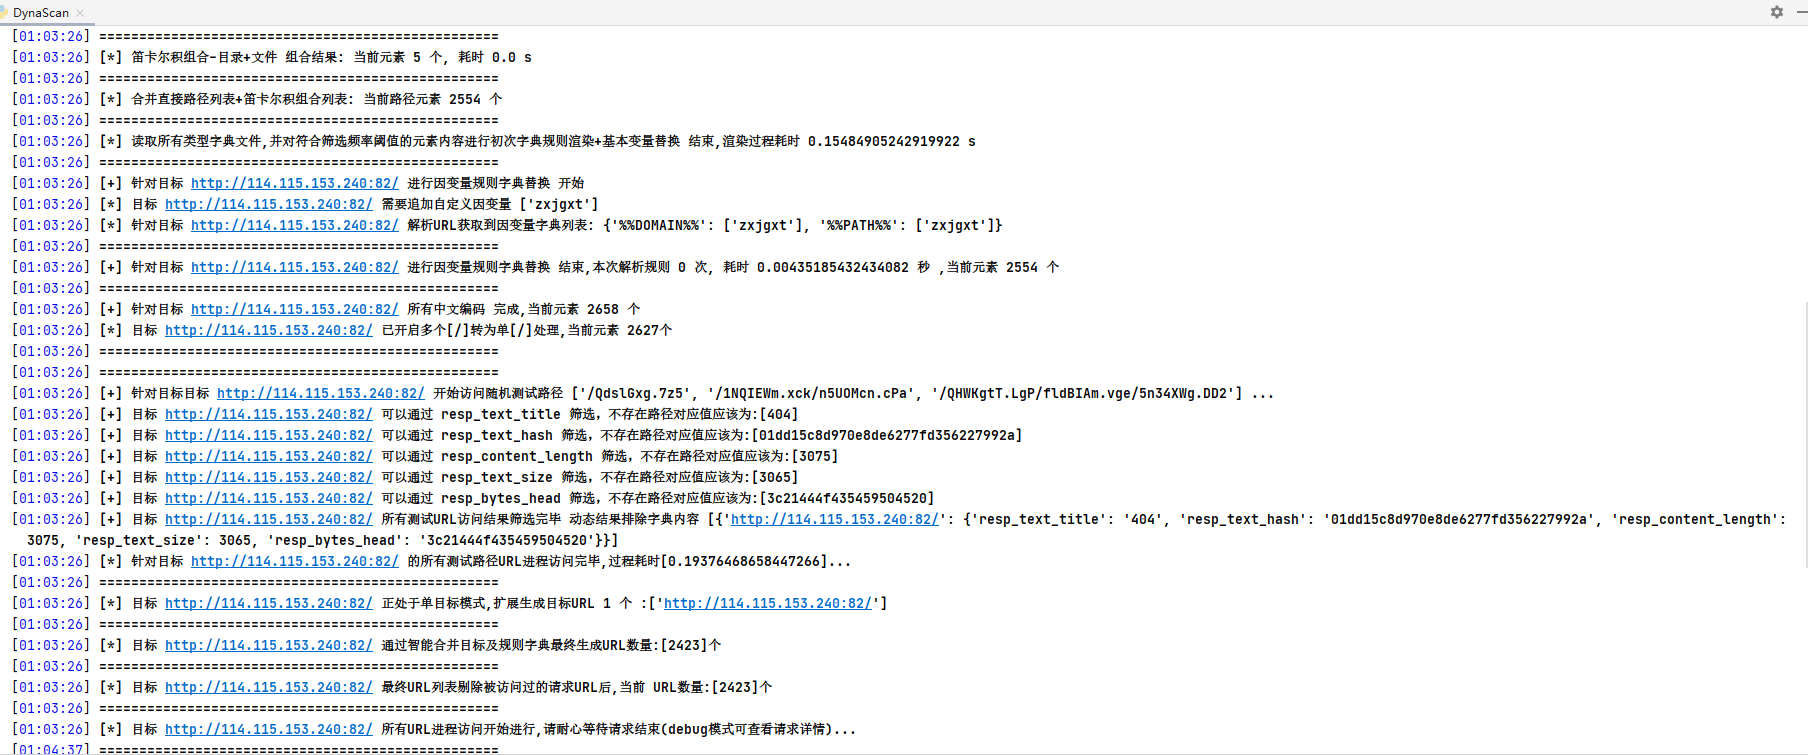 DynaScan
[01:03:26] ==================================================
[01:03:26] [*] 笛卡尔积组合-目录+文件 组合结果: 当前元素 5 个, 耗时 0.0 s
[01:03:26] ==================================================
[01:03:26] [*] 合并直接路径列表+笛卡尔积组合列表: 当前路径元素 2554 个
[01:03:26] ==================================================
[01:03:26] [*] 读取所有类型字典文件,并对符合筛选频率阈值的元素内容进行初次字典规则渲染+基本变量替换 结束,渲染过程耗时 0.15484905242919922 s
[01:03:26] ==================================================
[01:03:26] [+] 针对目标 http://114.115.153.240:82/ 进行因变量规则字典替换 开始
[01:03:26] [*] 目标 http://114.115.153.240:82/ 需要追加自定义因变量 ['zxjgxt']
[01:03:26] [*] 针对目标 http://114.115.153.240:82/ 解析URL获取到因变量字典列表: {'%%DOMAIN%%': ['zxjgxt'], '%%PATH%%': ['zxjgxt']}
[01:03:26] ==================================================
[01:03:26] [+] 针对目标 http://114.115.153.240:82/ 进行因变量规则字典替换 结束,本次解析规则 0 次, 耗时 0.00435185432434082 秒 ,当前元素 2554 个
[01:03:26] ==================================================
[01:03:26] [+] 针对目标 http://114.115.153.240:82/ 所有中文编码 完成,当前元素 2658 个
[01:03:26] [*] 目标 http://114.115.153.240:82/ 已开启多个[/]转为单[/]处理,当前元素 2627个
[01:03:26] ==================================================
[01:03:26] ==================================================
[01:03:26] [+] 针对目标目标 http://114.115.153.240:82/ 开始访问随机测试路径 ['/QdslGxg.7z5', '/1NQIEWm.xck/n5UOMcn.cPa', '/QHWKgtT.LgP/fldBIAm.vge/5n34XWg.DD2'] ...
[01:03:26] [+] 目标 http://114.115.153.240:82/ 可以通过 resp_text_title 筛选，不存在路径对应值应该为:[404]
[01:03:26] [+] 目标 http://114.115.153.240:82/ 可以通过 resp_text_hash 筛选，不存在路径对应值应该为:[01dd15c8d970e8de6277fd356227992a]
[01:03:26] [+] 目标 http://114.115.153.240:82/ 可以通过 resp_content_length 筛选，不存在路径对应值应该为:[3075]
[01:03:26] [+] 目标 http://114.115.153.240:82/ 可以通过 resp_text_size 筛选，不存在路径对应值应该为:[3065]
[01:03:26] [+] 目标 http://114.115.153.240:82/ 可以通过 resp_bytes_head 筛选，不存在路径对应值应该为:[3c21444f435459504520]
[01:03:26] [+] 目标 http://114.115.153.240:82/ 所有测试URL访问结果筛选完毕 动态结果排除字典内容 [{'http://114.115.153.240:82/': {'resp_text_title': '404', 'resp_text_hash': '01dd15c8d970e8de6277fd356227992a', 'resp_content_length':
3075, 'resp_text_size': 3065, 'resp_bytes_head': '3c21444f435459504520'}}]
[01:03:26] [*] 针对目标 http://114.115.153.240:82/ 的所有测试路径URL进程访问完毕,过程耗时[0.19376468658447266]...
[01:03:26] ==================================================
[01:03:26] [*] 目标 http://114.115.153.240:82/ 正处于单目标模式,扩展生成目标URL 1 个 :['http://114.115.153.240:82/']
[01:03:26] ==================================================
[01:03:26] [*] 目标 http://114.115.153.240:82/ 通过智能合并目标及规则字典最终生成URL数量:[2423]个
[01:03:26] ==================================================
[01:03:26] [*] 目标 http://114.115.153.240:82/ 最终URL列表剔除被访问过的请求URL后,当前 URL数量:[2423]个
[01:03:26] ==================================================
[01:03:26] [*] 目标 http://114.115.153.240:82/ 所有URL进程访问开始进行,请耐心等待请求结束(debug模式可查看请求详情)...
[01:04:37] ==================================================